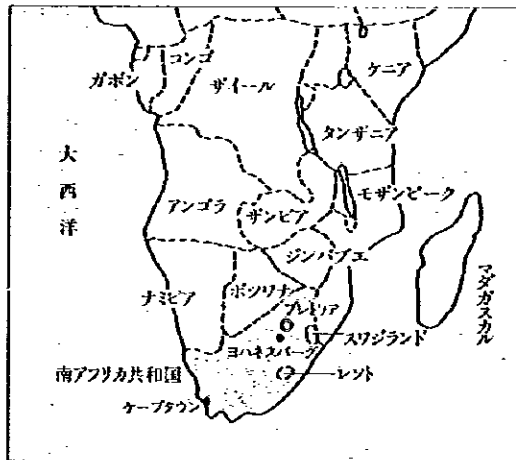 コンゴ
ガボン
ザイール
ケニア
タンザニア
大西洋
アンゴラ
ザンビア
モザンビーク
ジンバブエ
マダガスカル
ナミビア
ボツワナ
プレトリア
ヨハネスバーグ
スワジランド
南アフリカ共和国
レソト
ケープタウン